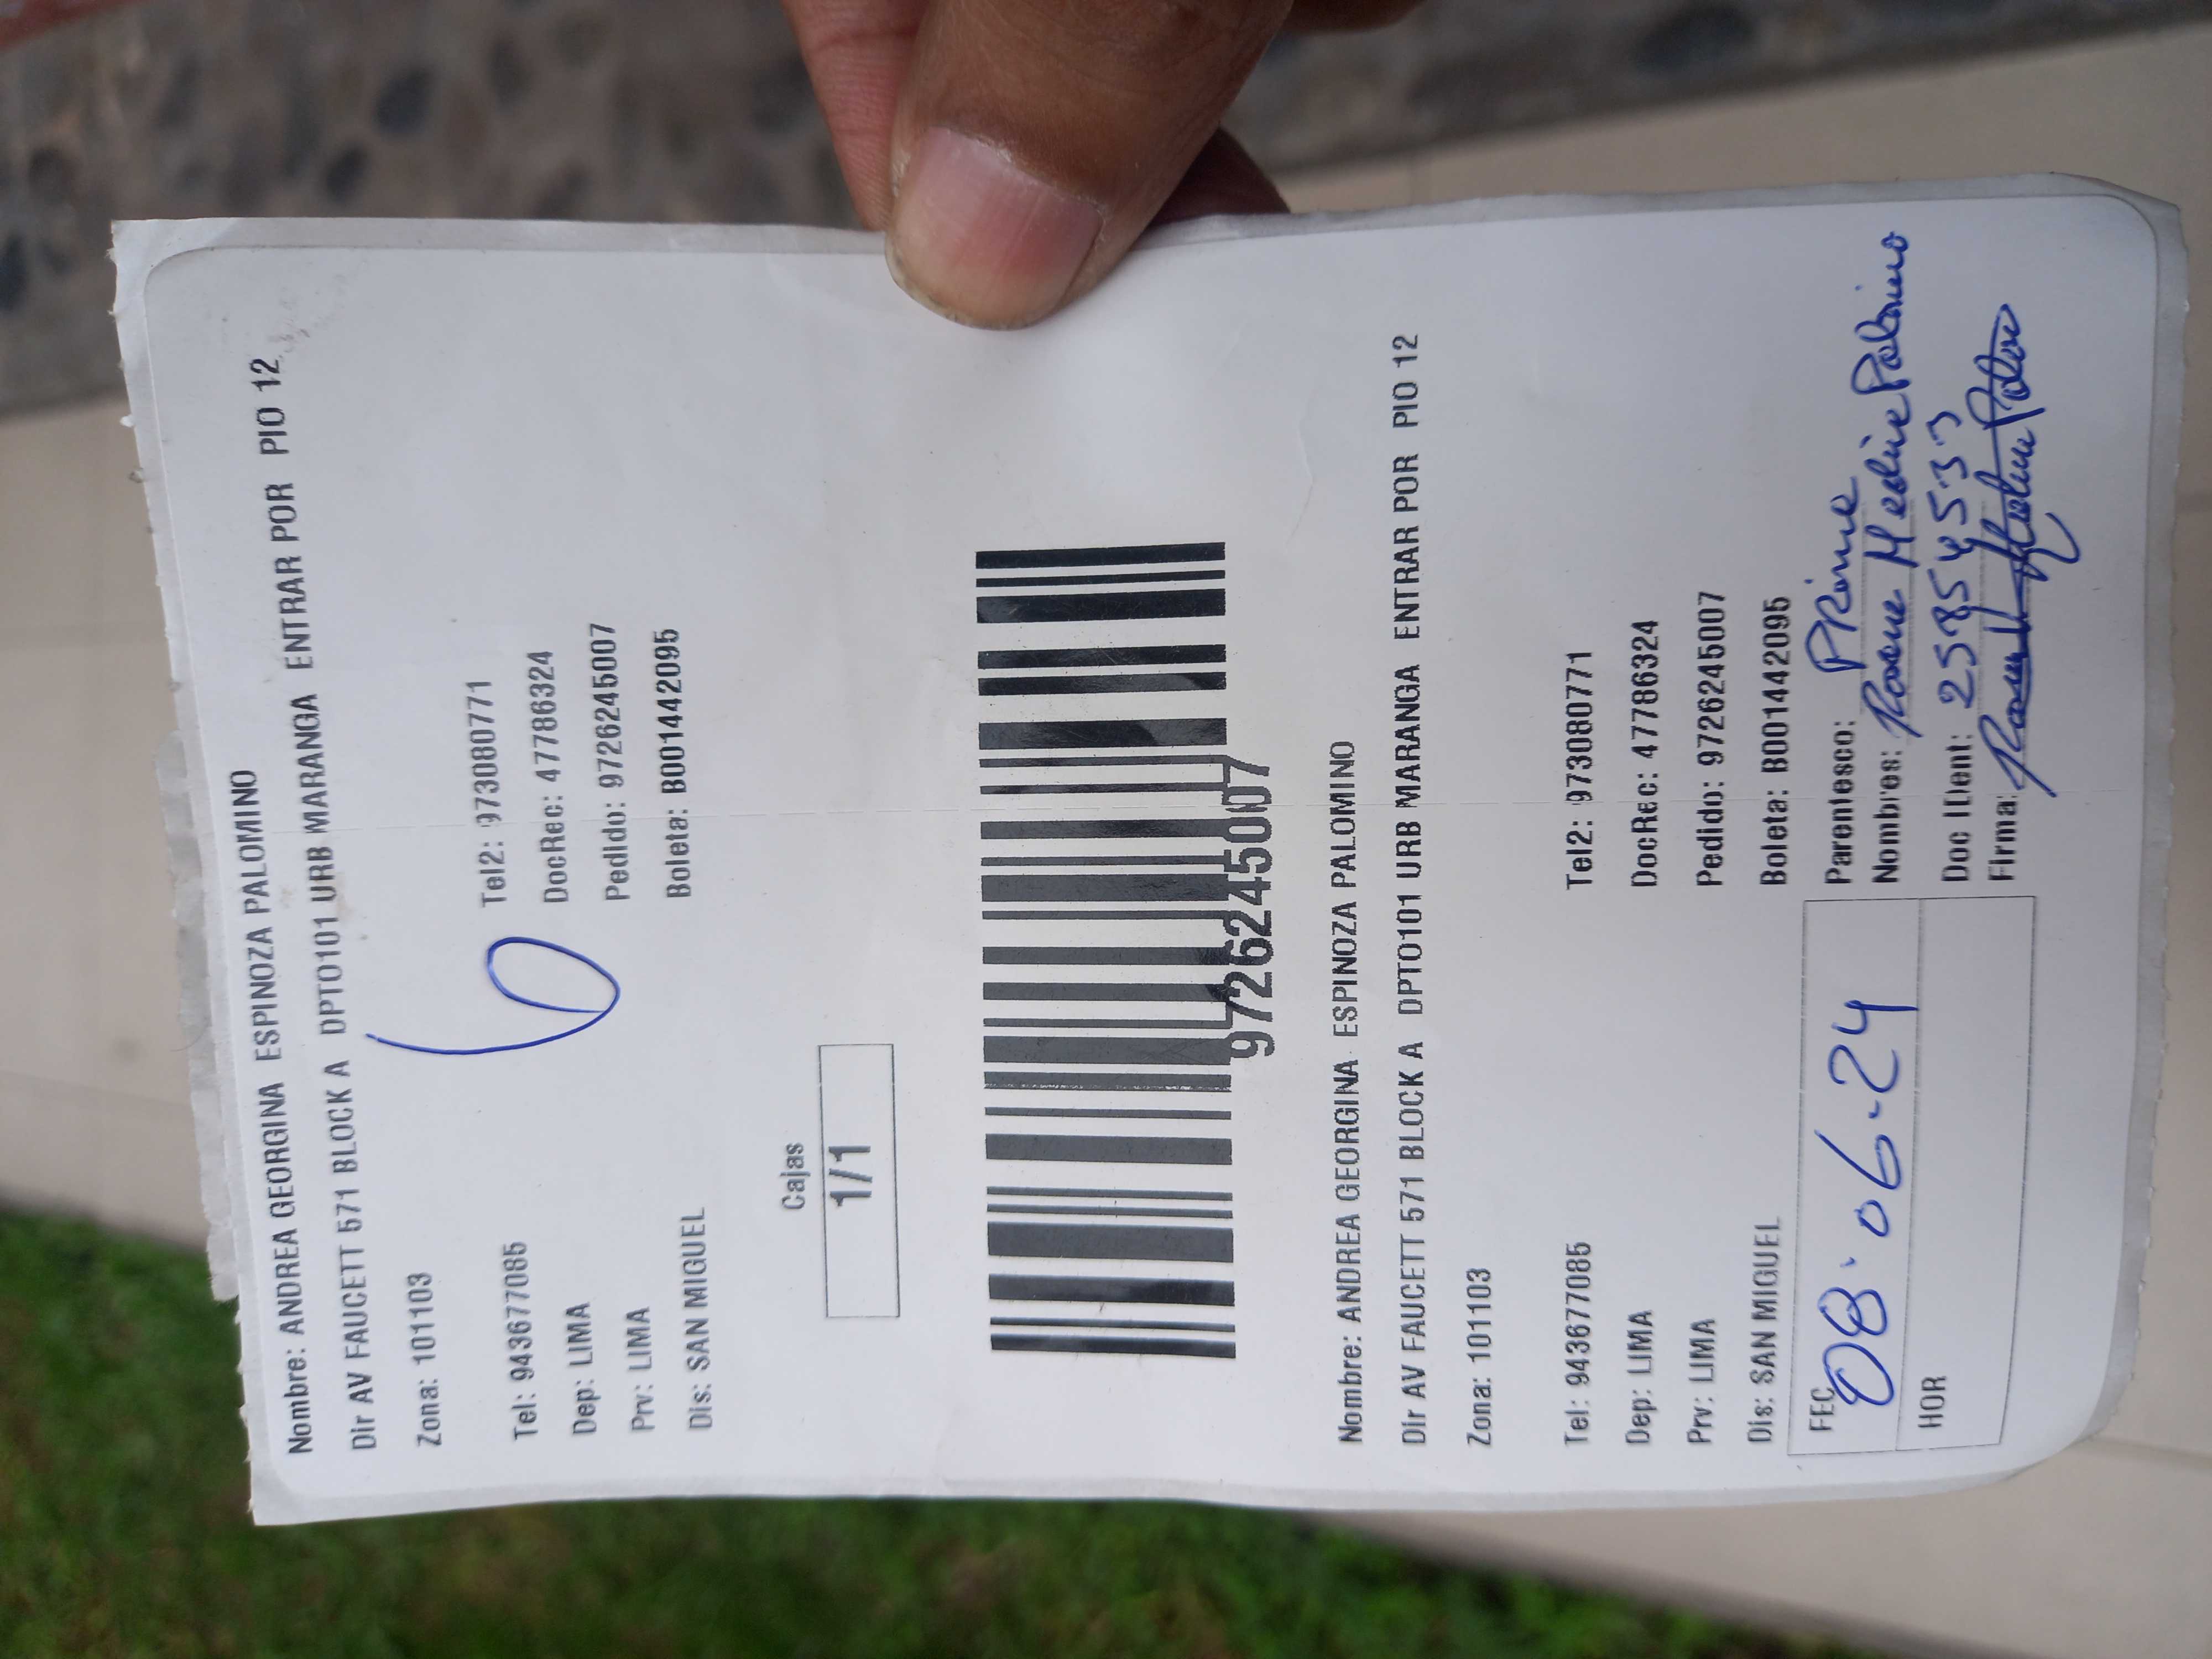 Nombre: ANDREA GEORGINA ESPINOZA PALOMINO
Dir AV FAUCETT 571 BLOCK A DPTO101 URB MARANGA ENTRAR POR PIO 12
Zona: 101103
6
Tel: 943677085 Tel2: 973080771
Dep: LIMA DocRec: 47786324
Prv: LIMA Pedido: 9726245007
Dis: SAN MIGUEL Boleta: B001442095
Cajas
1/1
9726245007
Nombre: ANDREA GEORGINA ESPINOZA PALOMINO
Dir AV FAUCETT 571 BLOCK A DPTO101 URB MARANGA ENTRAR POR PIO 12
Zona: 101103
Tel: 943677085 Tel2: 973080771
Dep: LIMA DocRec: 47786324
Prv: LIMA Pedido: 9726245007
Dis: SAN MIGUEL Boleta: B001442095
FEC 08.06.24
HOR
Parentesco: Prima
Nombres: Palomino
Doc IDent: 25854533
Firma: